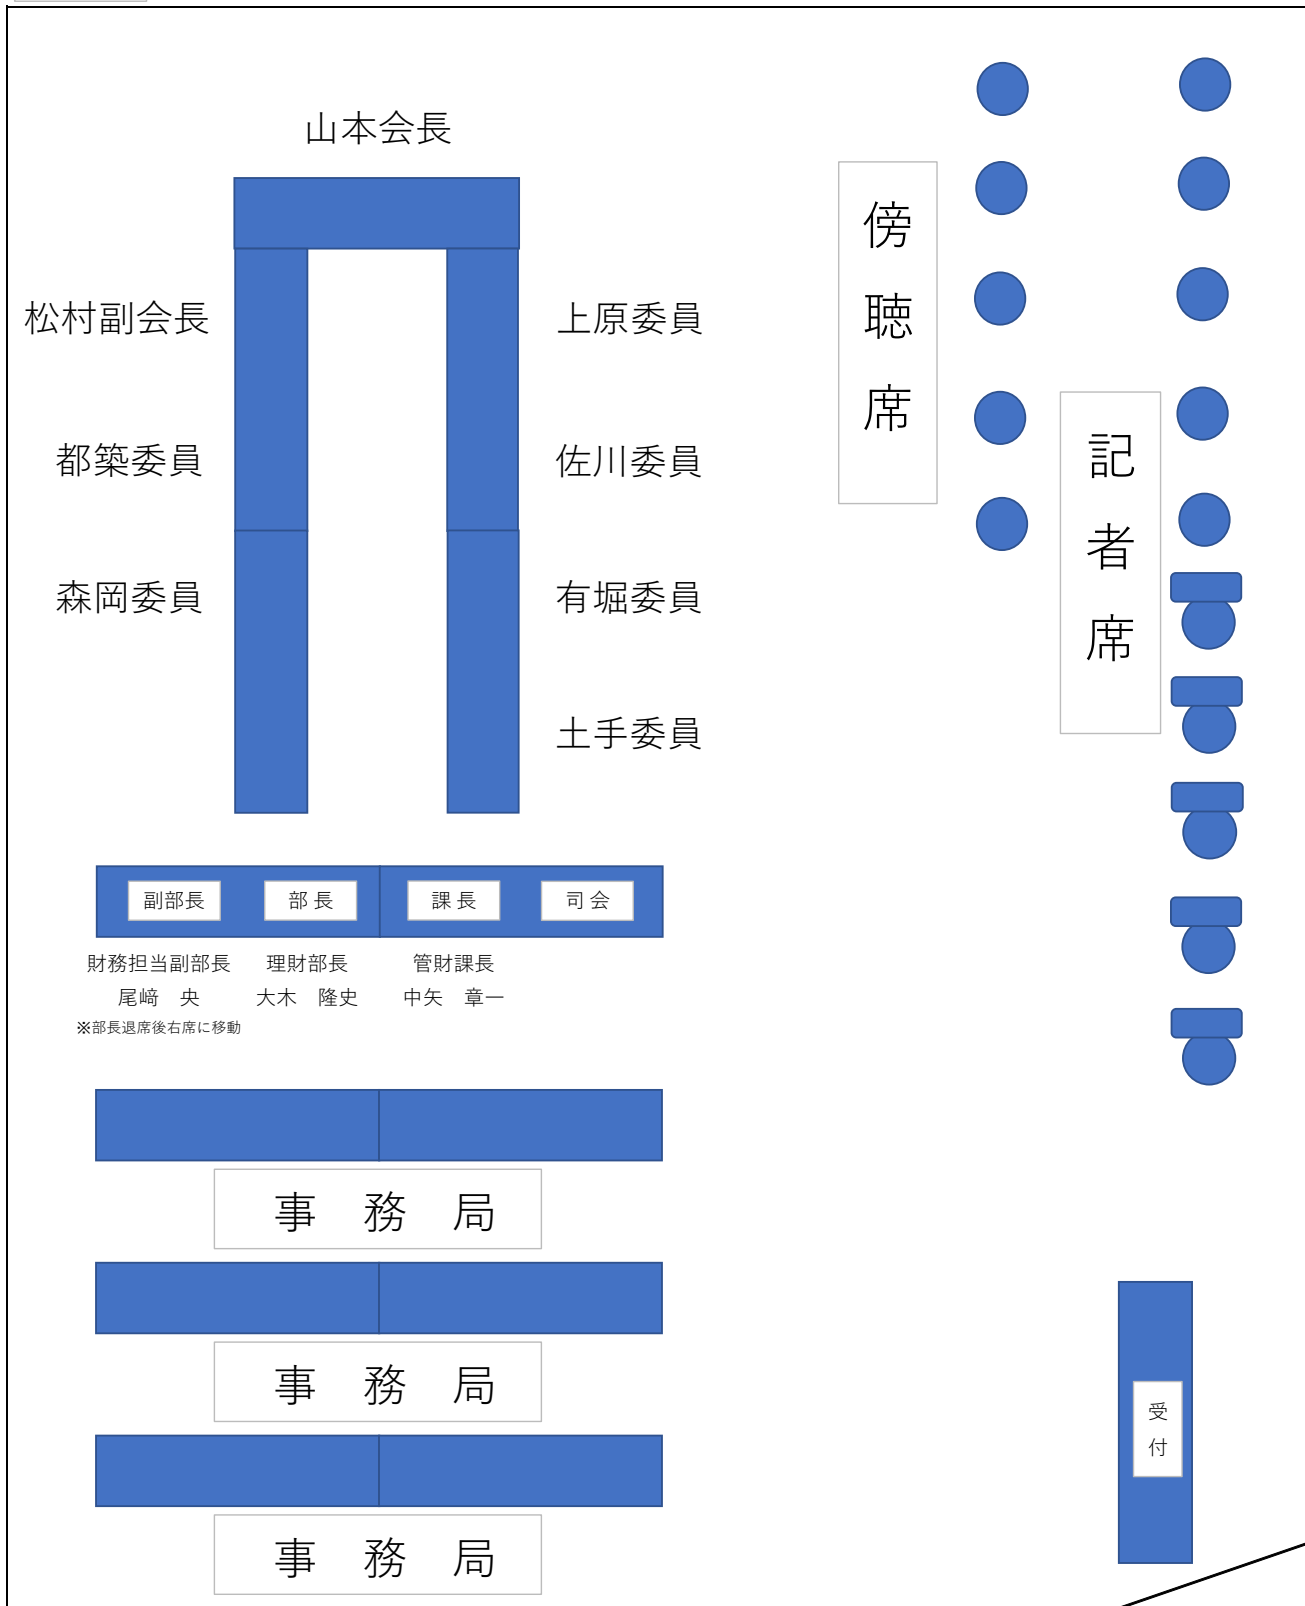 山本会長
松村副会長
上原委員
都築委員
佐川委員
森岡委員
有堀委員
土手委員
傍聴席
記者席
副部長
部長
課長
司会
財務担当副部長
尾﨑　央
※部長退席後右席に移動
理財部長
大木　隆史
管財課長
中矢　章一
事　務　局
事　務　局
事　務　局
受付